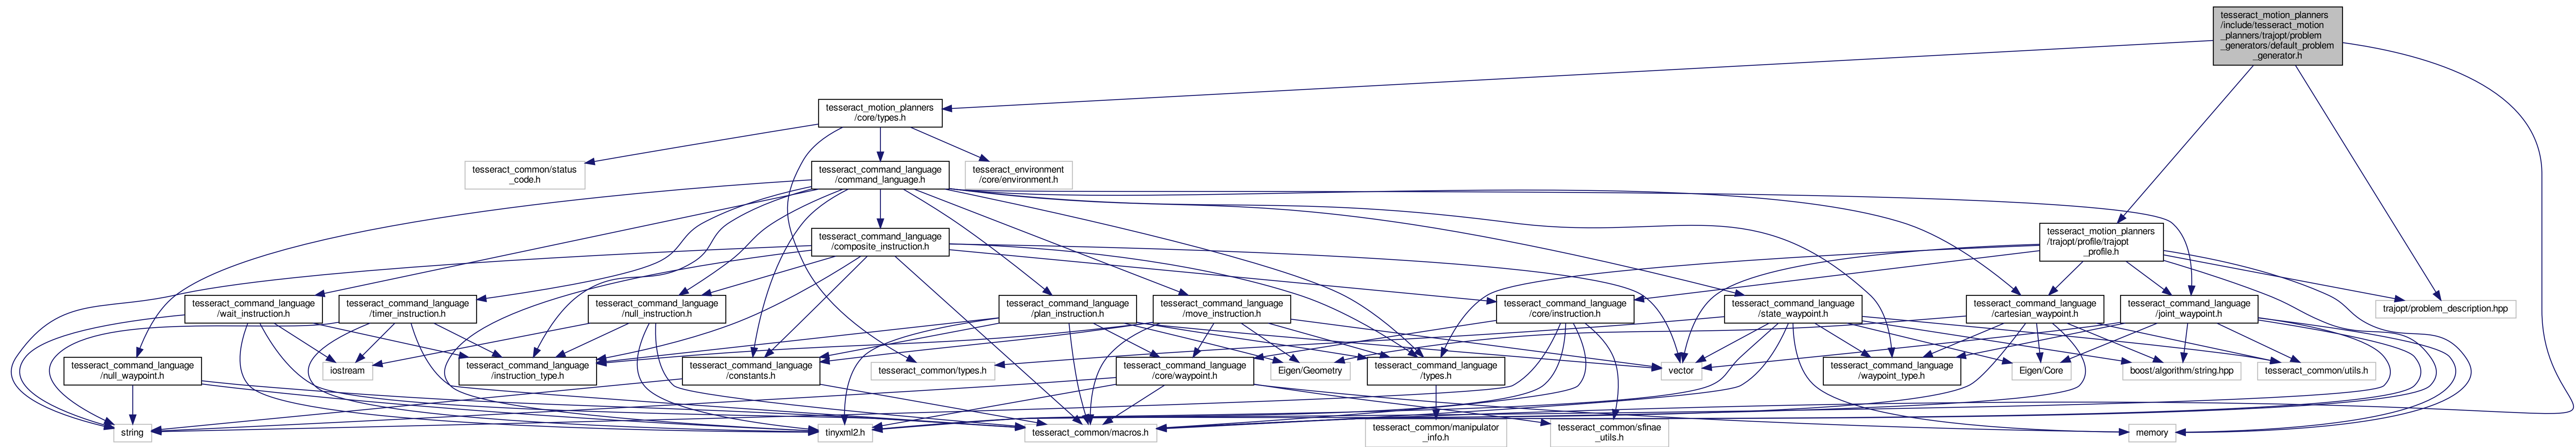 tesseract_motion_planners
/include/tesseract_motion
_planners/trajopt/problem
_generators/default_problem
_generator.h
tesseract_motion_planners
/core/types.h
tesseract_common/status
_code.h
tesseract_command_language
/command_language.h
tesseract_environment
/core/environment.h
tesseract_command_language
/composite_instruction.h
tesseract_motion_planners
/trajopt/profile/trajopt
_profile.h
tesseract_command_language
/wait_instruction.h
tesseract_command_language
/timer_instruction.h
tesseract_command_language
/null_instruction.h
tesseract_command_language
/plan_instruction.h
tesseract_command_language
/move_instruction.h
tesseract_command_language
/core/instruction.h
tesseract_command_language
/state_waypoint.h
tesseract_command_language
/cartesian_waypoint.h
tesseract_command_language
/joint_waypoint.h
trajopt/problem_description.hpp
tesseract_command_language
/null_waypoint.h
iostream
tesseract_command_language
/instruction_type.h
tesseract_command_language
/constants.h
tesseract_common/types.h
tesseract_command_language
/core/waypoint.h
Eigen/Geometry
tesseract_command_language
/types.h
vector
tesseract_command_language
/waypoint_type.h
Eigen/Core
boost/algorithm/string.hpp
tesseract_common/utils.h
string
tinyxml2.h
tesseract_common/macros.h
tesseract_common/manipulator
_info.h
tesseract_common/sfinae
_utils.h
memory